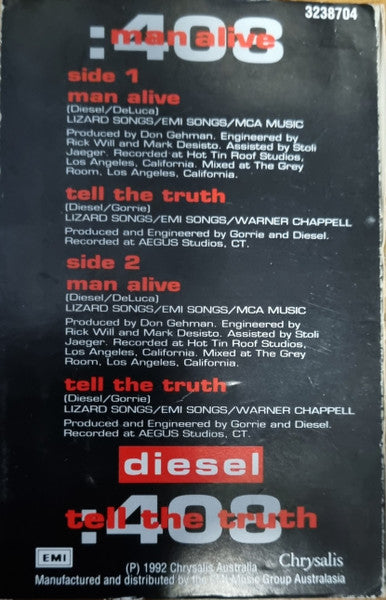 3238704
:408
man alive
side 1
man alive
(Diesel/DeLuca)
LIZARD SONGS/EMI SONGS/MCA MUSIC
Produced by Don Gehman. Engineered by
Rick Will and Mark Desisto. Assisted by Stoli
Jaeger. Recorded at Hot Tin Roof Studios,
Los Angeles, California. Mixed at The Grey
Room, Los Angeles, California.
tell the truth
(Diesel/Gorrie)
LIZARD SONGS/EMI SONGS/WARNER CHAPPELL
Produced and Engineered by Gorrie and Diesel.
Recorded at AEGUS Studios, CT.
side 2
man alive
(Diesel/DeLuca)
LIZARD SONGS/EMI SONGS/MCA MUSIC
Produced by Don Gehman. Engineered by
Rick Will and Mark Desisto. Assisted by Stoli
Jaeger. Recorded at Hot Tin Roof Studios,
Los Angeles, California. Mixed at The Grey
Room, Los Angeles, California.
tell the truth
(Diesel/Gorrie)
LIZARD SONGS/EMI SONGS/WARNER CHAPPELL
Produced and Engineered by Gorrie and Diesel.
Recorded at AEGUS Studios, CT.
diesel
:408
tell the truth
EMI
(P) 1992 Chrysalis Australia
Chrysalis
Manufactured and distributed by the EMI Music Group Australasia